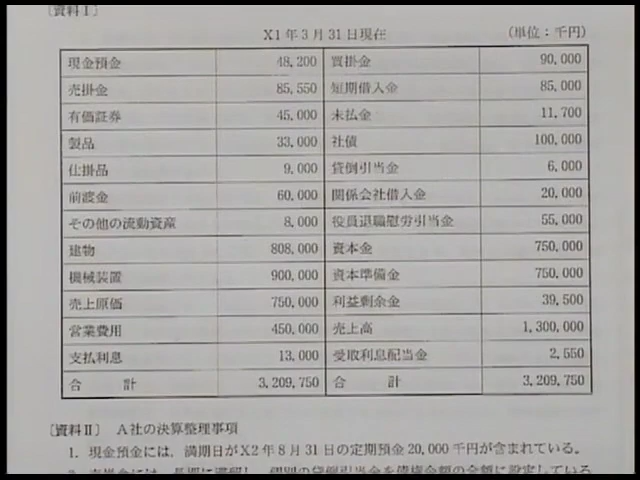 〔資料Ⅰ〕
X1年3月31日現在 (単位：千円)
現金預金 48,200 買掛金 90,000
売掛金 85,550 短期借入金 85,000
有価証券 45,000 未払金 11,700
製品 33,000 社債 100,000
仕掛品 9,000 貸倒引当金 6,000
前渡金 60,000 関係会社借入金 20,000
その他の流動資産 8,000 役員退職慰労引当金 55,000
建物 808,000 資本金 750,000
機械装置 900,000 資本準備金 750,000
売上原価 750,000 利益剰余金 39,500
営業費用 450,000 売上高 1,300,000
支払利息 13,000 受取利息配当金 2,550
合計 3,209,750 合計 3,209,750
〔資料Ⅱ〕 A社の決算整理事項
1. 現金預金には、満期日がX2年8月31日の定期預金20,000千円が含まれている。